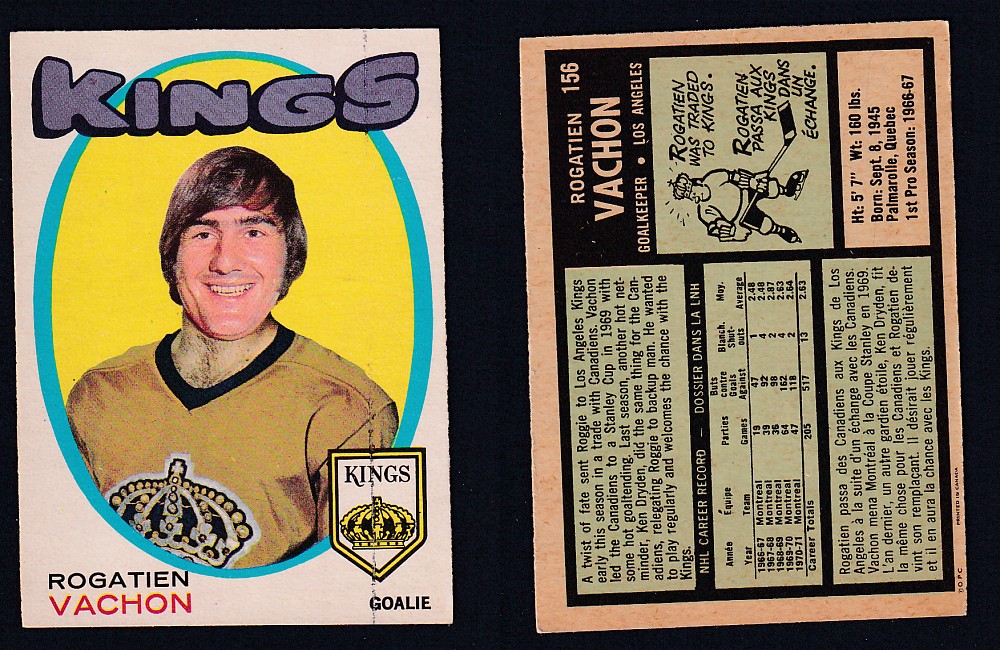 KINGS
KINGS
ROGATIEN
VACHON
GOALIE
ROGATIEN 156
VACHON
GOALKEEPER • LOS ANGELES
ROGATIEN
WAS TRADED
TO KINGS.
ROGATIEN
PASSA AUX
KINGS
DANS
UN
ÉCHANGE.
Ht: 5' 7" Wt: 160 lbs.
Born: Sept. 8, 1945
Palmarolle, Quebec
1st Pro Season: 1966-67
A twist of fate sent Roggie to Los Angeles Kings
early this season in a trade with Canadiens. Vachon
led the Canadiens to a Stanley Cup in 1969 with
some hot goaltending. Last season, another hot net-
minder, Ken Dryden, did the same thing for the Can-
adiens, relegating Roggie to backup man. He wanted
to play regularly and welcomes the chance with the
Kings.
NHL CAREER RECORD — DOSSIER DANS LA LNH
Année Équipe Parties Buts contre Blanch. Moy.
Year Team Games Goals Against Shut-outs Average
1966-67 Montreal 19 47 1 2.48
1967-68 Montreal 39 92 4 2.48
1968-69 Montreal 36 98 2 2.87
1969-70 Montreal 64 162 4 2.63
1970-71 Montreal 47 118 2 2.64
Career Totals 205 517 13 2.63
Rogatien passa des Canadiens aux Kings de Los
Angeles à la suite d'un échange avec les Canadiens.
Vachon mena Montréal à la Coupe Stanley en 1969.
L'an dernier, un autre gardien étoile, Ken Dryden, fit
la même chose pour les Canadiens et Rogatien de-
vint son remplaçant. Il désirait jouer régulièrement
et il en aura la chance avec les Kings.
O.P.C. PRINTED IN CANADA